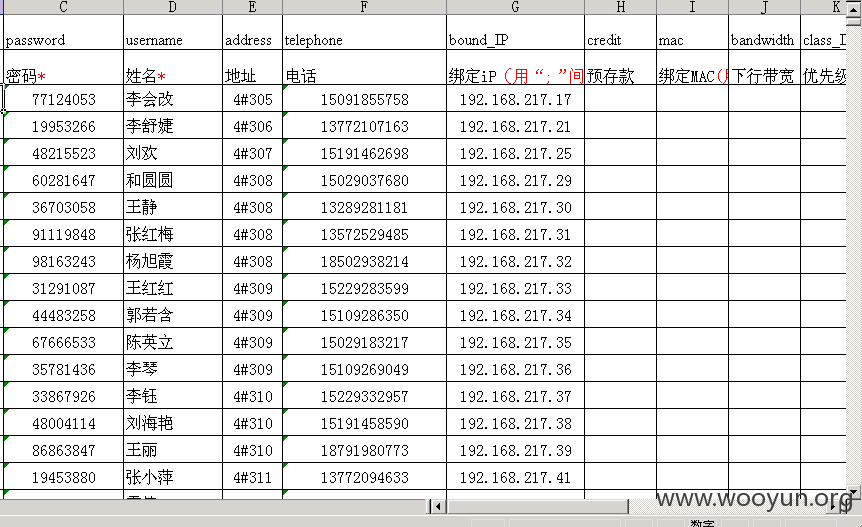 C D E F G H I J K
password username address telephone bound_IP credit mac bandwidth class_I
密码* 姓名* 地址 电话 绑定iP（用“;”间 预存款 绑定MAC(用 下行带宽 优先级
77124053 李会改 4#305 15091855758 192.168.217.17
19953266 李舒婕 4#306 13772107163 192.168.217.21
48215523 刘欢 4#307 15191462698 192.168.217.25
60281647 和圆圆 4#308 15029037680 192.168.217.29
36703058 王静 4#308 13289281181 192.168.217.30
91119848 张红梅 4#308 13572529485 192.168.217.31
98163243 杨旭霞 4#308 18502938214 192.168.217.32
31291087 王红红 4#309 15229283599 192.168.217.33
44483258 郭若含 4#309 15109286350 192.168.217.34
67666533 陈英立 4#309 15029183217 192.168.217.35
35781436 李琴 4#309 15109269049 192.168.217.36
33867926 李钰 4#310 15229332957 192.168.217.37
48004114 刘海艳 4#310 15191458590 192.168.217.38
86863847 王丽 4#310 18791980773 192.168.217.39
19453880 张小萍 4#311 13772094633 192.168.217.41
www.wooyun.org
数字